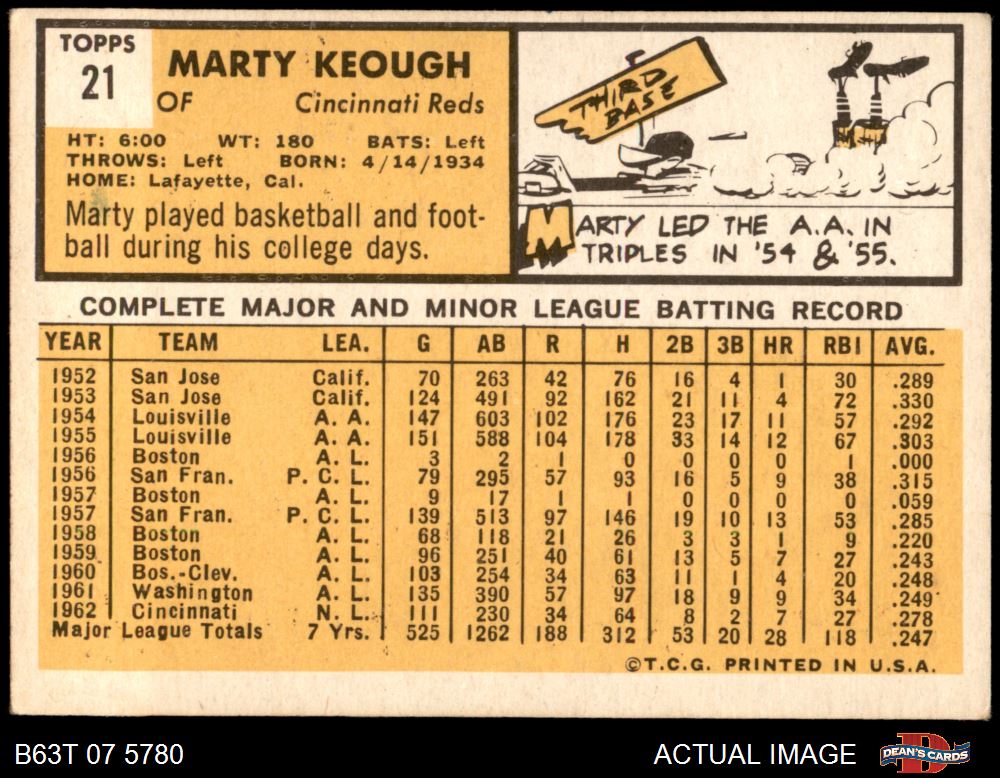 TOPPS
21
MARTY KEOUGH
OF Cincinnati Reds
HT: 6:00 WT: 180 BATS: Left
THROWS: Left BORN: 4/14/1934
HOME: Lafayette, Cal.
Marty played basketball and foot-
ball during his college days.
THIRD
BASE
MARTY LED THE A.A. IN
TRIPLES IN '54 & '55.
COMPLETE MAJOR AND MINOR LEAGUE BATTING RECORD
YEAR TEAM LEA. G AB R H 2B 3B HR RBI AVG.
1952 San Jose Calif. 70 263 42 76 16 4 1 30 .289
1953 San Jose Calif. 124 491 92 162 21 11 4 72 .330
1954 Louisville A. A. 147 603 102 176 23 17 11 57 .292
1955 Louisville A. A. 151 588 104 178 33 14 12 67 .303
1956 Boston A. L. 3 2 1 0 0 0 0 1 .000
1956 San Fran. P. C. L. 79 295 57 93 16 5 9 38 .315
1957 Boston A. L. 9 17 1 1 0 0 0 0 .059
1957 San Fran. P. C. L. 139 513 97 146 19 10 13 53 .285
1958 Boston A. L. 68 118 21 26 3 3 1 9 .220
1959 Boston A. L. 96 251 40 61 13 5 7 27 .243
1960 Bos.-Clev. A. L. 103 254 34 63 11 1 4 20 .248
1961 Washington A. L. 135 390 57 97 18 9 9 34 .249
1962 Cincinnati N. L. 111 230 34 64 8 2 7 27 .278
Major League Totals 7 Yrs. 525 1262 188 312 53 20 28 118 .247
©T.C.G. PRINTED IN U.S.A.
B63T 07 5780 ACTUAL IMAGE DEAN'S CARDS